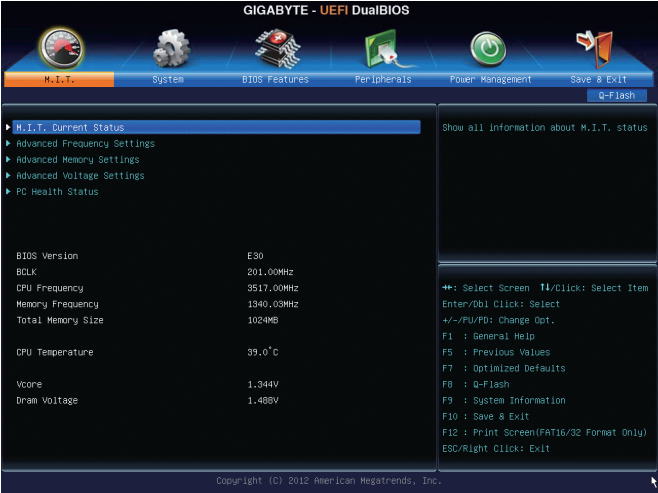 GIGABYTE - UEFI DualBIOS
M.I.T. System BIOS Features Peripherals Power Management Save & Exit
Q-Flash
M.I.T. Current Status
Advanced Frequency Settings
Advanced Memory Settings
Advanced Voltage Settings
PC Health Status
BIOS Version E30
BCLK 201.00MHz
CPU Frequency 3517.00MHz
Memory Frequency 1340.03MHz
Total Memory Size 1024MB
CPU Temperature 39.0°C
Vcore 1.344V
Dram Voltage 1.488V
Show all information about M.I.T. status
→←: Select Screen ↑↓/Click: Select Item
Enter/Dbl Click: Select
+/-/PU/PD: Change Opt.
F1 : General Help
F5 : Previous Values
F7 : Optimized Defaults
F8 : Q-Flash
F9 : System Information
F10 : Save & Exit
F12 : Print Screen(FAT16/32 Format Only)
ESC/Right Click: Exit
Copyright (C) 2012 American Megatrends, Inc.